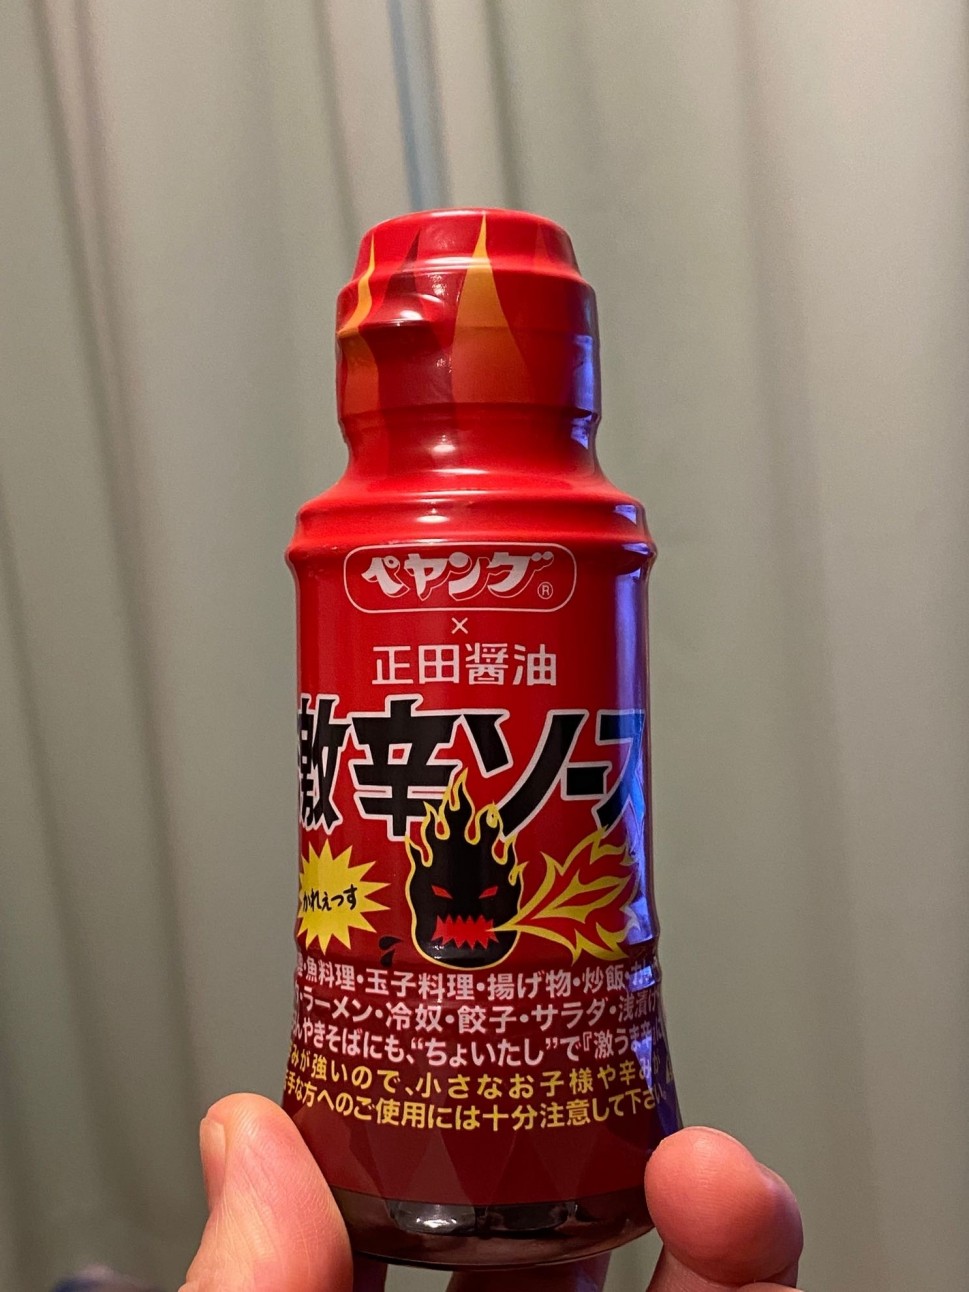 ペヤング®
×
正田醤油
激辛ソース
かれぇっす
・魚料理・玉子料理・揚げ物・炒飯・
・ラーメン・冷奴・餃子・サラダ・浅漬け
やきそばにも、“ちょいたし”で『激うま辛』
みが強いので、小さなお子様や辛み
手な方へのご使用には十分注意して下さい